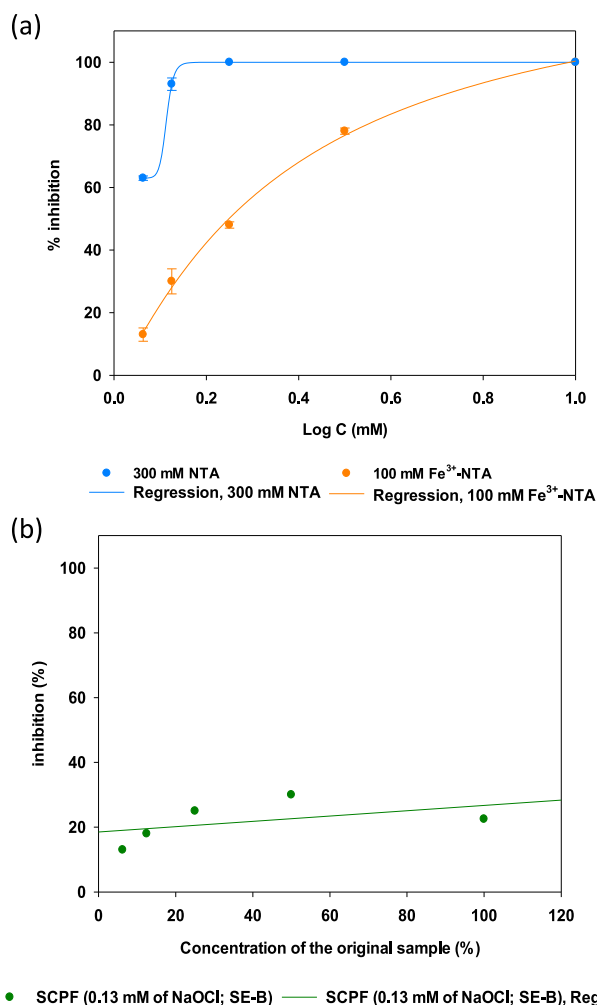 (a)
100
80
60
40
20
0
% inhibition
0.0 0.2 0.4 0.6 0.8 1.0
Log C (mM)
300 mM NTA 100 mM Fe³⁺-NTA
Regression, 300 mM NTA Regression, 100 mM Fe³⁺-NTA
(b)
100
80
60
40
20
0
inhibition (%)
0 20 40 60 80 100 120
Concentration of the original sample (%)
SCPF (0.13 mM of NaOCl; SE-B) SCPF (0.13 mM of NaOCl; SE-B), Reg